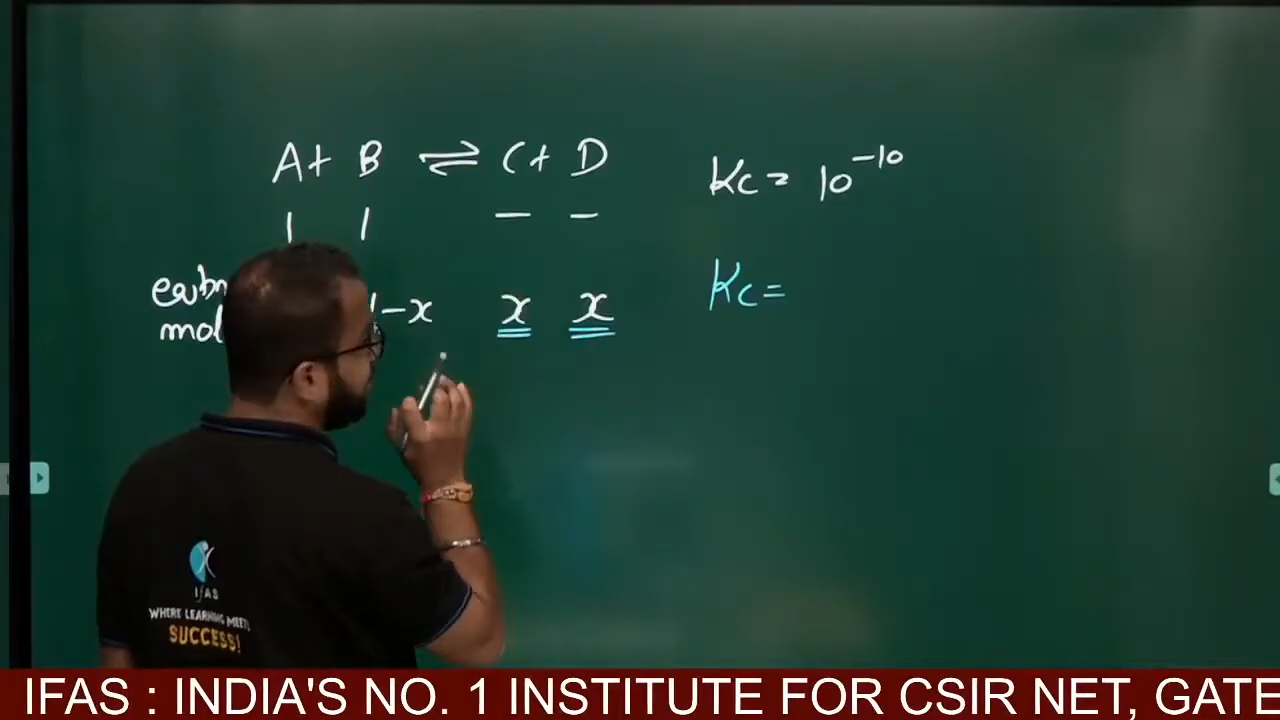 A + B ⇌ C + D
Kc = 10^-10
1 1 — —
1-x x x
Kc =
IFAS
WHERE LEARNING MEETS
SUCCESS!
IFAS : INDIA'S NO. 1 INSTITUTE FOR CSIR NET, GATE